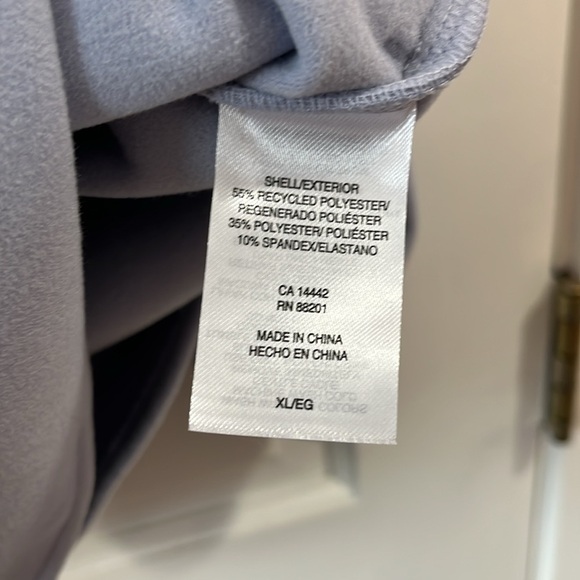 SHELL/EXTERIOR
55% RECYCLED POLYESTER/
REGENERADO POLIÉSTER
35% POLYESTER/ POLIÉSTER
10% SPANDEX/ELASTANO
CA 14442
RN 88201
MADE IN CHINA
HECHO EN CHINA
XL/EG